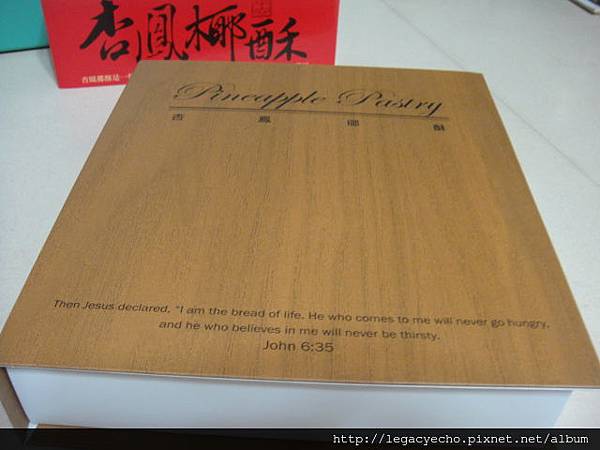 杏鳳椰酥
Pineapple Pastry
杏鳳椰酥
Then Jesus declared, "I am the bread of life. He who comes to me will never go hungry,
and he who believes in me will never be thirsty.
John 6:35
http://legacyecho.pixnet.net/album